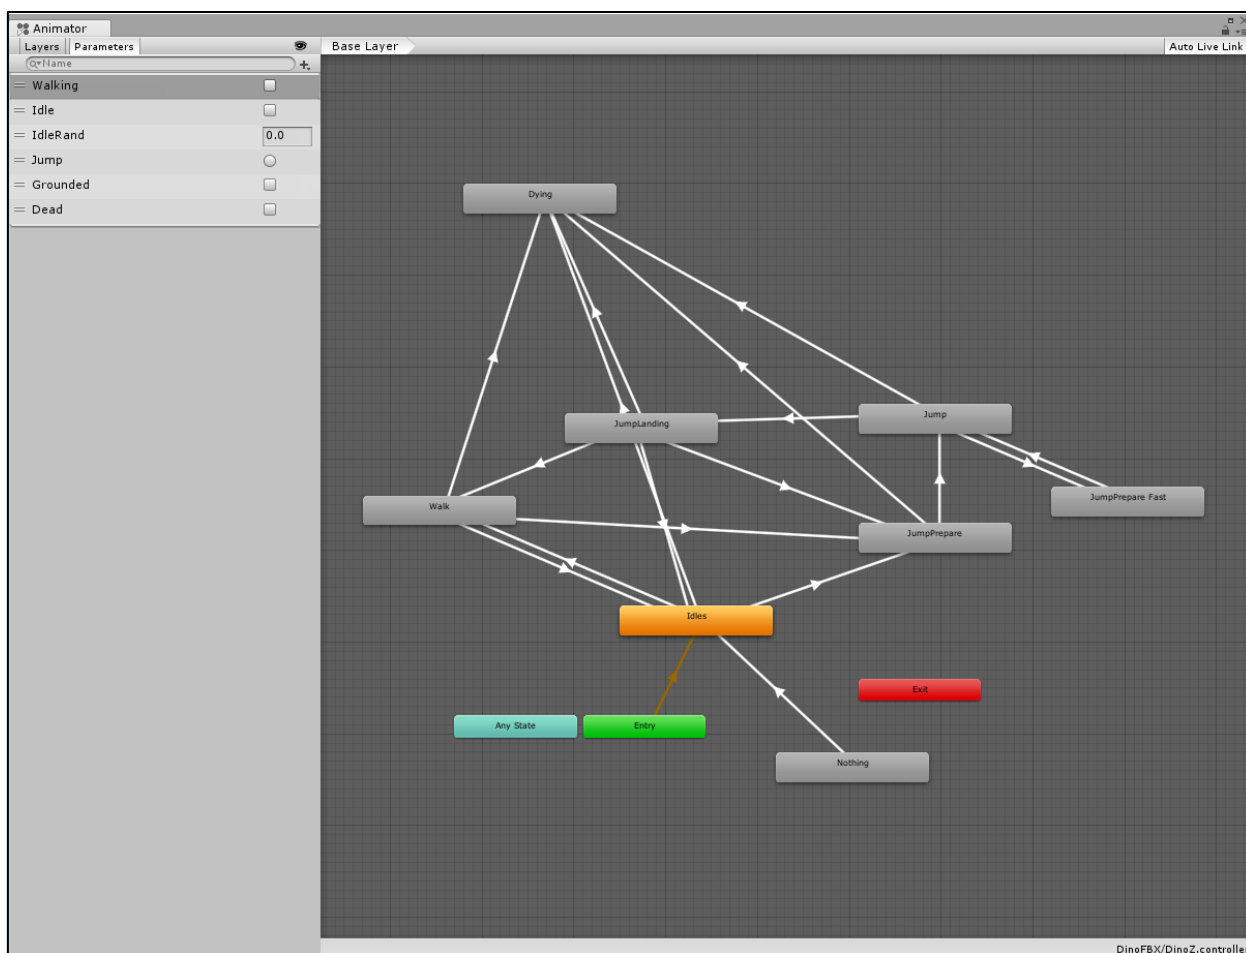 Animator
Layers Parameters
Name
Walking
Idle
IdleRand 0.0
Jump
Grounded
Dead
Base Layer
Auto Live Link
Dying
JumpLanding
Jump
Walk
JumpPrepare Fast
JumpPrepare
Idles
Exit
Any State
Entry
Nothing
DinoFBX/DinoZ.controller